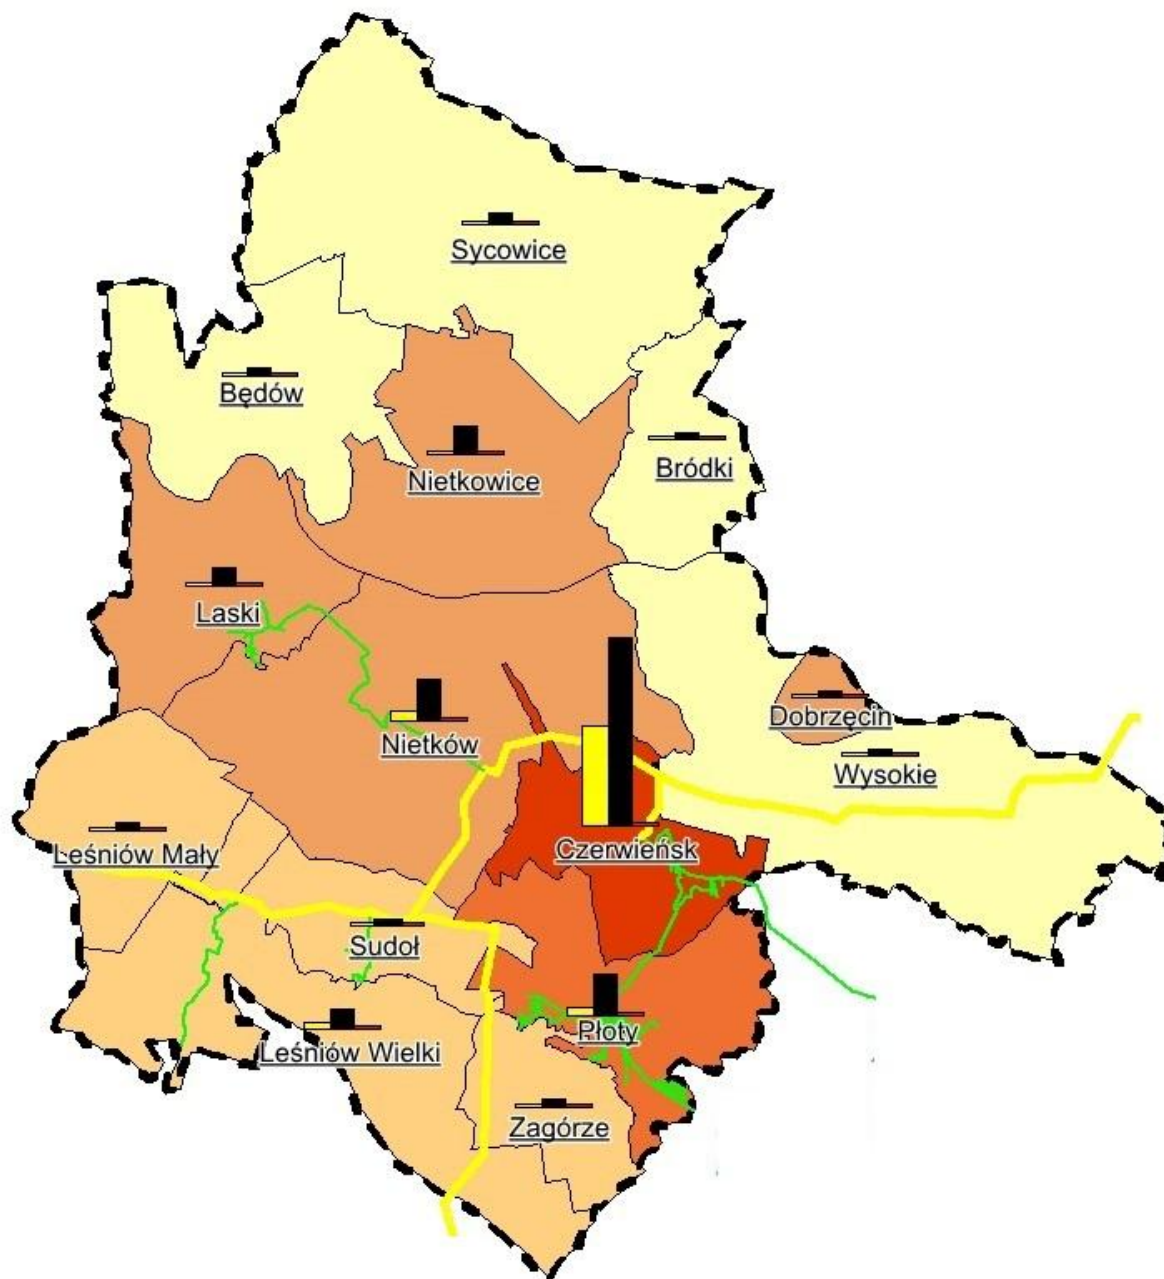 Sycowice
Będów
Nietkowice
Bródki
Laski
Nietków
Dobrzęcin
Wysokie
Czerwieńsk
Leśniów Mały
Sudoł
Płoty
Leśniów Wielki
Zagórze